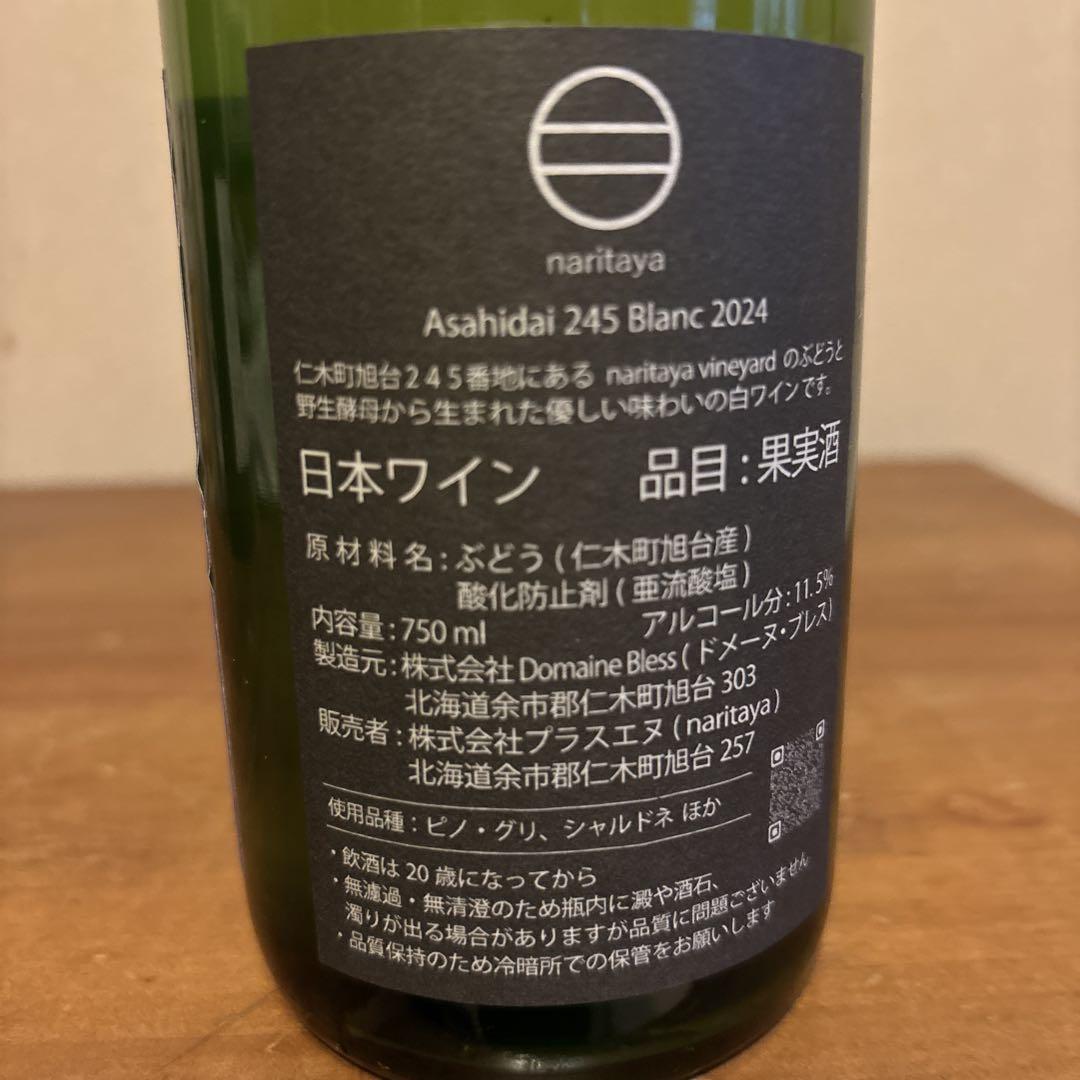 naritaya
Asahidai 245 Blanc 2024
仁木町旭台245番地にある naritaya vineyard のぶどうと
野生酵母から生まれた優しい味わいの白ワインです。
日本ワイン 品目:果実酒
原材料名:ぶどう(仁木町旭台産)
酸化防止剤(亜流酸塩)
内容量:750 ml アルコール分:11.5%
製造元:株式会社 Domaine Bless(ドメーヌ・ブレス)
北海道余市郡仁木町旭台 303
販売者:株式会社プラスエヌ(naritaya)
北海道余市郡仁木町旭台 257
使用品種:ピノ・グリ、シャルドネ ほか
・飲酒は 20 歳になってから
・無濾過・無清澄のため瓶内に澱や酒石、
濁りが出る場合がありますが品質に問題ございません
・品質保持のため冷暗所での保管をお願いします